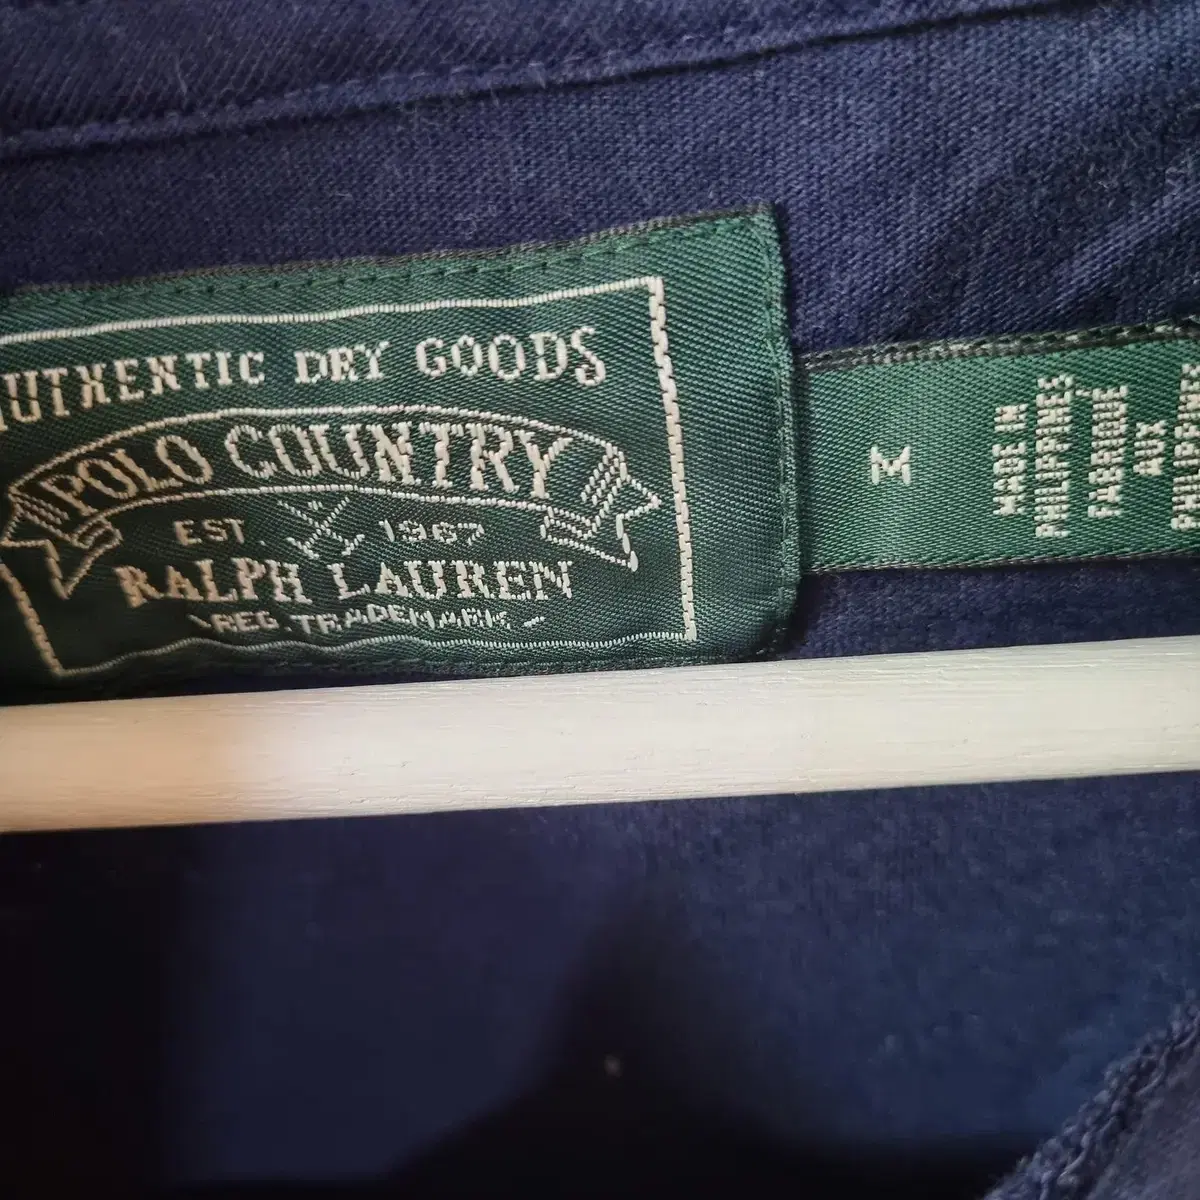 AUTHENTIC DRY GOODS
POLO COUNTRY
EST. 1967
RALPH LAUREN
REG. TRADEMARK
M
MADE IN
PHILIPPINES
FABRIQUÉ
AUX
PHILIPPINES